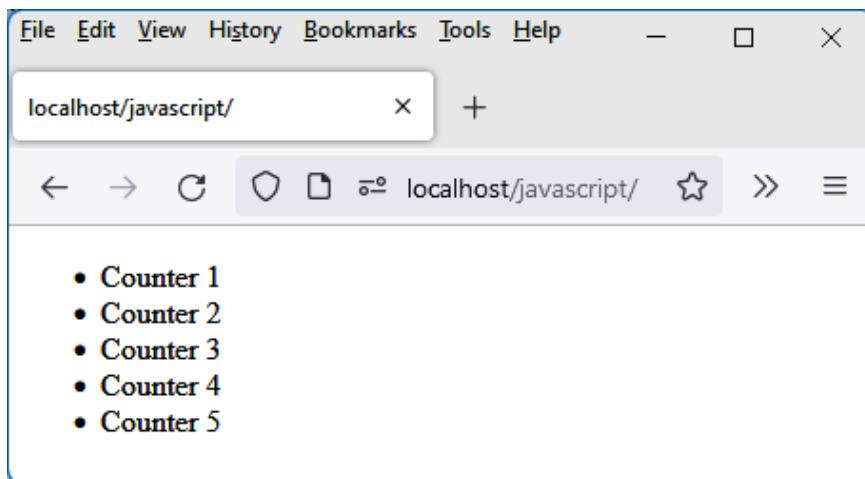 File Edit View History Bookmarks Tools Help
localhost/javascript/
localhost/javascript/
Counter 1
Counter 2
Counter 3
Counter 4
Counter 5